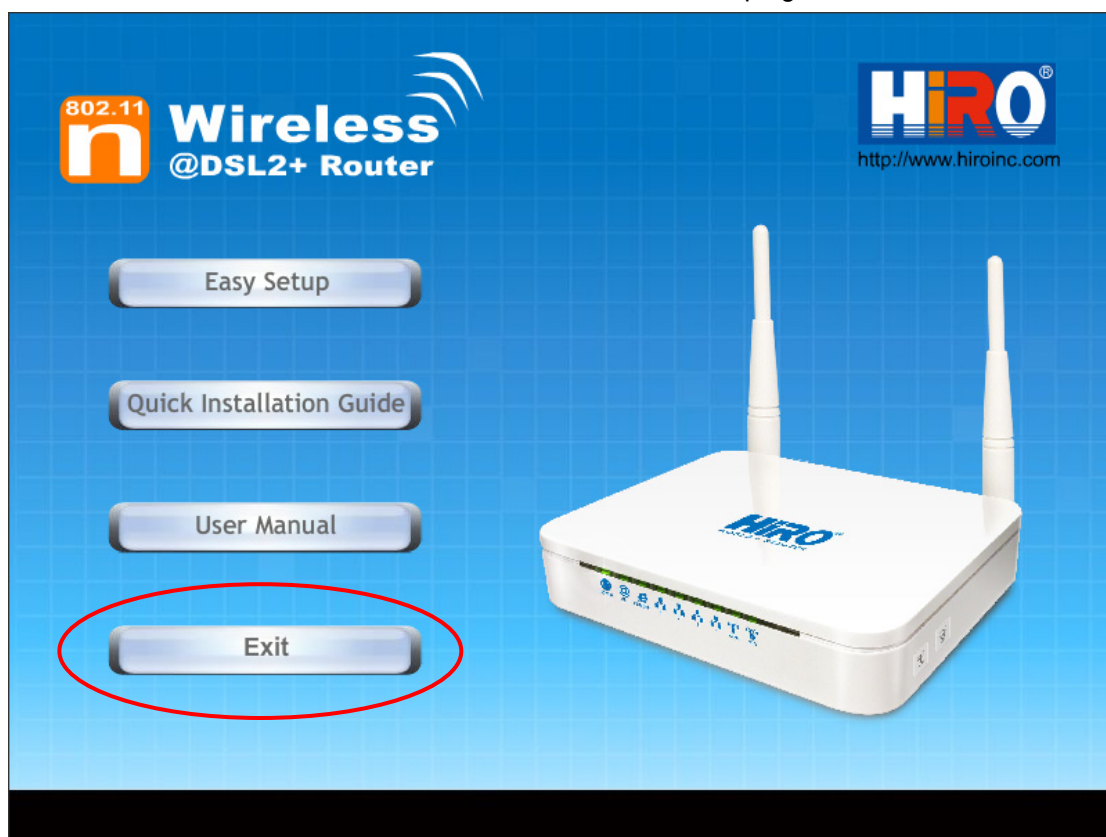 802.11
n
Wireless
@DSL2+ Router
HiRO®
http://www.hiroinc.com
Easy Setup
Quick Installation Guide
User Manual
Exit
HiRO®